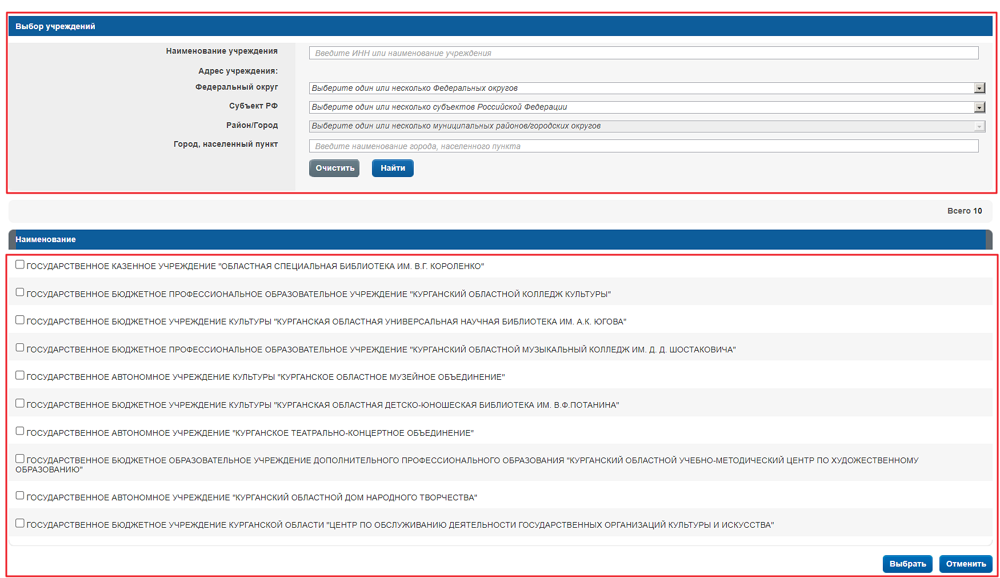 Выбор учреждений
Наименование учреждения
Введите ИНН или наименование учреждения
Адрес учреждения:
Федеральный округ
Выберите один или несколько Федеральных округов
Субъект РФ
Выберите один или несколько субъектов Российской Федерации
Район/Город
Выберите один или несколько муниципальных районов/городских округов
Город, населенный пункт
Введите наименование города, населенного пункта
Очистить
Найти
Всего 10
Наименование
ГОСУДАРСТВЕННОЕ КАЗЕННОЕ УЧРЕЖДЕНИЕ "ОБЛАСТНАЯ СПЕЦИАЛЬНАЯ БИБЛИОТЕКА ИМ. В.Г. КОРОЛЕНКО"
ГОСУДАРСТВЕННОЕ БЮДЖЕТНОЕ ПРОФЕССИОНАЛЬНОЕ ОБРАЗОВАТЕЛЬНОЕ УЧРЕЖДЕНИЕ "КУРГАНСКИЙ ОБЛАСТНОЙ КОЛЛЕДЖ КУЛЬТУРЫ"
ГОСУДАРСТВЕННОЕ БЮДЖЕТНОЕ УЧРЕЖДЕНИЕ КУЛЬТУРЫ "КУРГАНСКАЯ ОБЛАСТНАЯ УНИВЕРСАЛЬНАЯ НАУЧНАЯ БИБЛИОТЕКА ИМ. А.К. ЮГОВА"
ГОСУДАРСТВЕННОЕ БЮДЖЕТНОЕ ПРОФЕССИОНАЛЬНОЕ ОБРАЗОВАТЕЛЬНОЕ УЧРЕЖДЕНИЕ "КУРГАНСКИЙ ОБЛАСТНОЙ МУЗЫКАЛЬНЫЙ КОЛЛЕДЖ ИМ. Д. Д. ШОСТАКОВИЧА"
ГОСУДАРСТВЕННОЕ АВТОНОМНОЕ УЧРЕЖДЕНИЕ КУЛЬТУРЫ "КУРГАНСКОЕ ОБЛАСТНОЕ МУЗЕЙНОЕ ОБЪЕДИНЕНИЕ"
ГОСУДАРСТВЕННОЕ БЮДЖЕТНОЕ УЧРЕЖДЕНИЕ КУЛЬТУРЫ "КУРГАНСКАЯ ОБЛАСТНАЯ ДЕТСКО-ЮНОШЕСКАЯ БИБЛИОТЕКА ИМ. В.Ф.ПОТАНИНА"
ГОСУДАРСТВЕННОЕ АВТОНОМНОЕ УЧРЕЖДЕНИЕ "КУРГАНСКОЕ ТЕАТРАЛЬНО-КОНЦЕРТНОЕ ОБЪЕДИНЕНИЕ"
ГОСУДАРСТВЕННОЕ БЮДЖЕТНОЕ ОБРАЗОВАТЕЛЬНОЕ УЧРЕЖДЕНИЕ ДОПОЛНИТЕЛЬНОГО ПРОФЕССИОНАЛЬНОГО ОБРАЗОВАНИЯ "КУРГАНСКИЙ ОБЛАСТНОЙ УЧЕБНО-МЕТОДИЧЕСКИЙ ЦЕНТР ПО ХУДОЖЕСТВЕННОМУ
ОБРАЗОВАНИЮ"
ГОСУДАРСТВЕННОЕ АВТОНОМНОЕ УЧРЕЖДЕНИЕ "КУРГАНСКИЙ ОБЛАСТНОЙ ДОМ НАРОДНОГО ТВОРЧЕСТВА"
ГОСУДАРСТВЕННОЕ БЮДЖЕТНОЕ УЧРЕЖДЕНИЕ КУРГАНСКОЙ ОБЛАСТИ "ЦЕНТР ПО ОБСЛУЖИВАНИЮ ДЕЯТЕЛЬНОСТИ ГОСУДАРСТВЕННЫХ ОРГАНИЗАЦИЙ КУЛЬТУРЫ И ИСКУССТВА"
Выбрать
Отменить